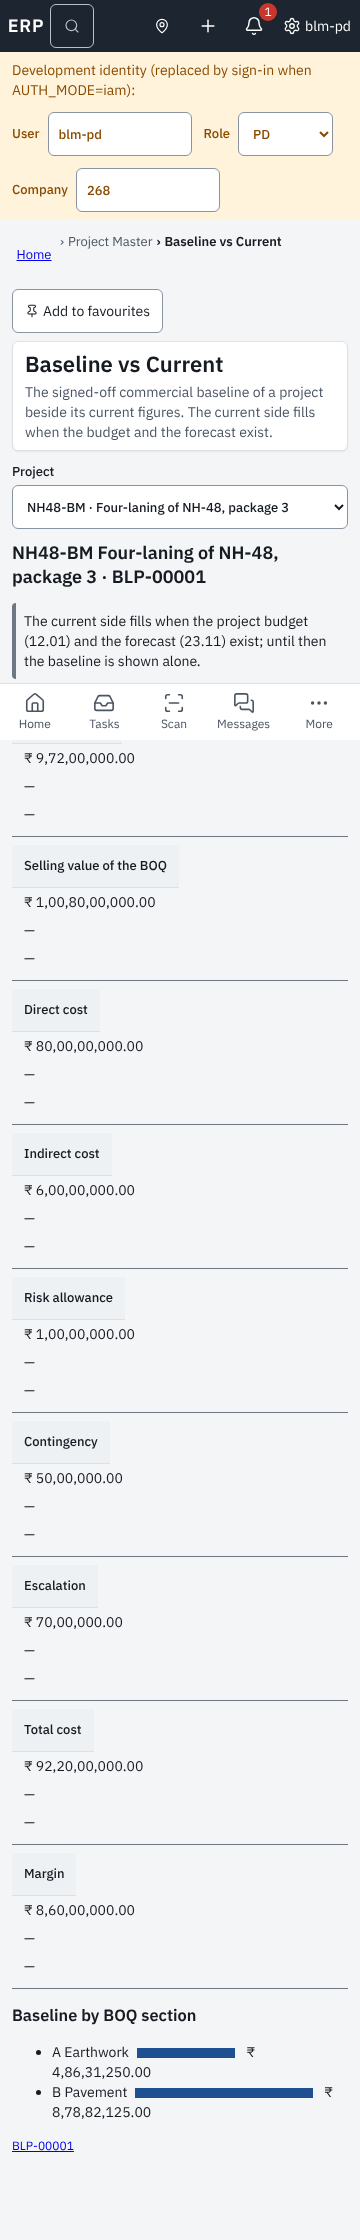 ERP
1
blm-pd
Development identity (replaced by sign-in when
AUTH_MODE=iam):
User blm-pd Role PD
Company 268
Home › Project Master › Baseline vs Current
Add to favourites
Baseline vs Current
The signed-off commercial baseline of a project
beside its current figures. The current side fills
when the budget and the forecast exist.
Project
NH48-BM · Four-laning of NH-48, package 3
NH48-BM Four-laning of NH-48,
package 3 · BLP-00001
The current side fills when the project budget
(12.01) and the forecast (23.11) exist; until then
the baseline is shown alone.
Home Tasks Scan Messages More
₹ 9,72,00,000.00
—
—
Selling value of the BOQ
₹ 1,00,80,00,000.00
—
—
Direct cost
₹ 80,00,00,000.00
—
—
Indirect cost
₹ 6,00,00,000.00
—
—
Risk allowance
₹ 1,00,00,000.00
—
—
Contingency
₹ 50,00,000.00
—
—
Escalation
₹ 70,00,000.00
—
—
Total cost
₹ 92,20,00,000.00
—
—
Margin
₹ 8,60,00,000.00
—
—
Baseline by BOQ section
• A Earthwork ₹
4,86,31,250.00
• B Pavement ₹
8,78,82,125.00
BLP-00001